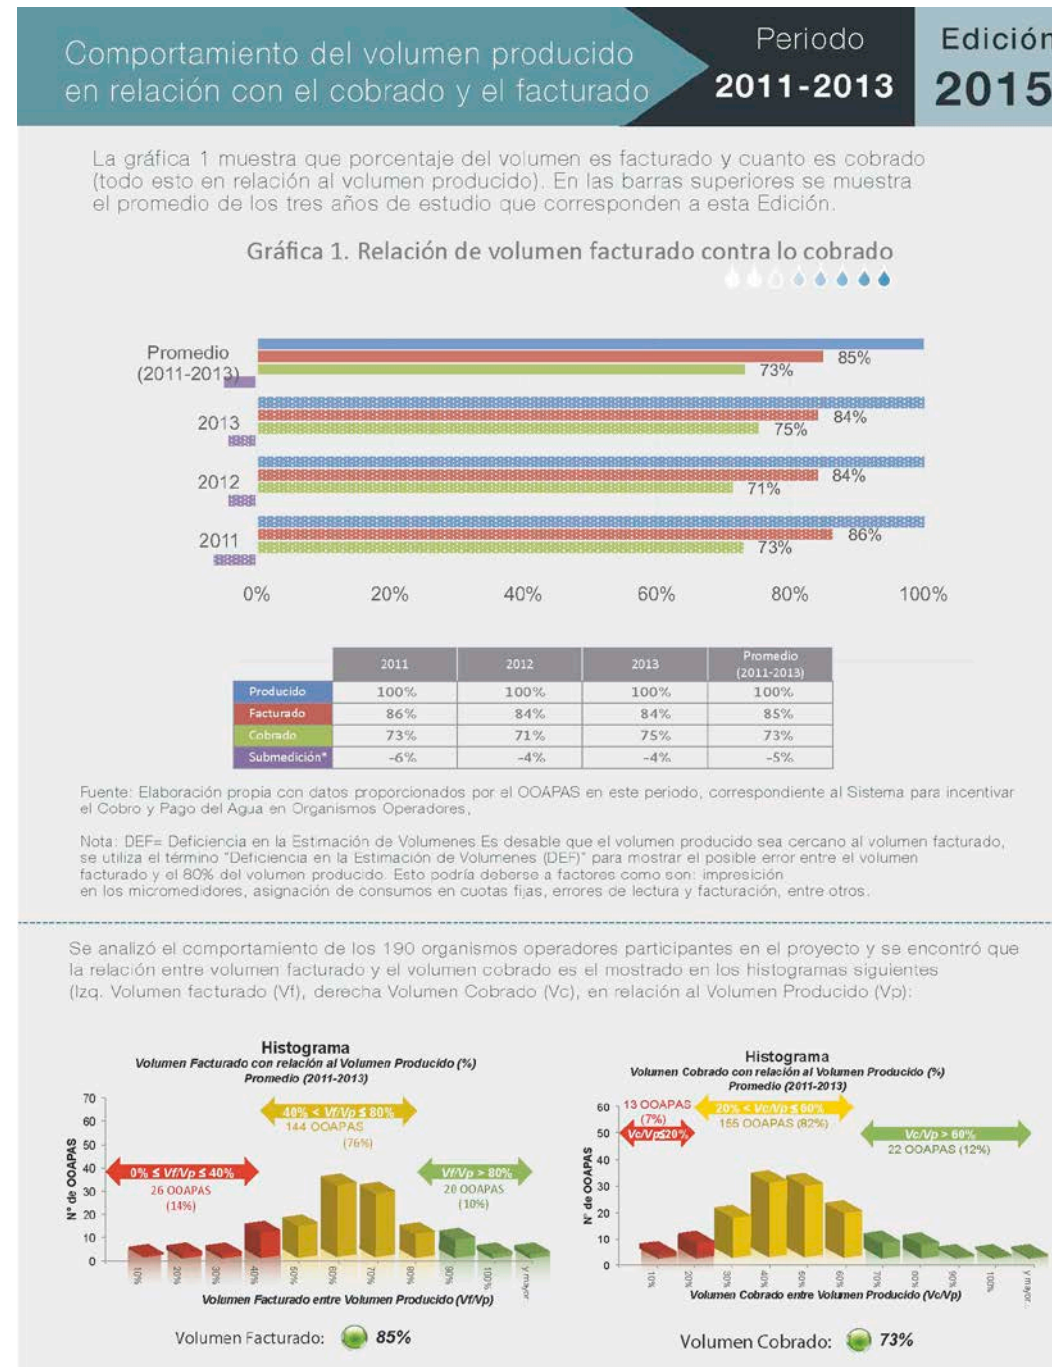 Comportamiento del volumen producido
en relación con el cobrado y el facturado
Periodo
2011-2013
Edición
2015
La gráfica 1 muestra que porcentaje del volumen es facturado y cuanto es cobrado
(todo esto en relación al volumen producido). En las barras superiores se muestra
el promedio de los tres años de estudio que corresponden a esta Edición.
Gráfica 1. Relación de volumen facturado contra lo cobrado
Promedio
(2011-2013)
85%
73%
2013
84%
75%
2012
84%
71%
2011
86%
73%
0% 20% 40% 60% 80% 100%
2011 2012 2013 Promedio (2011-2013)
Producido 100% 100% 100% 100%
Facturado 86% 84% 84% 85%
Cobrado 73% 71% 75% 73%
Submedición* -6% -4% -4% -5%
Fuente: Elaboración propia con datos proporcionados por el OOAPAS en este periodo, correspondiente al Sistema para incentivar
el Cobro y Pago del Agua en Organismos Operadores,
Nota: DEF= Deficiencia en la Estimación de Volumenes Es desable que el volumen producido sea cercano al volumen facturado,
se utiliza el término "Deficiencia en la Estimación de Volumenes (DEF)" para mostrar el posible error entre el volumen
facturado y el 80% del volumen producido. Esto podría deberse a factores como son: impresición
en los micromedidores, asignación de consumos en cuotas fijas, errores de lectura y facturación, entre otros.
Se analizó el comportamiento de los 190 organismos operadores participantes en el proyecto y se encontró que
la relación entre volumen facturado y el volumen cobrado es el mostrado en los histogramas siguientes
(Izq. Volumen facturado (Vf), derecha Volumen Cobrado (Vc), en relación al Volumen Producido (Vp):
Histograma
Volumen Facturado con relación al Volumen Producido (%)
Promedio (2011-2013)
N° de OOAPAS
70
60
50
40
30
20
10
0
0% ≤ Vf/Vp ≤ 40%
26 OOAPAS
(14%)
40% < Vf/Vp ≤ 80%
144 OOAPAS
(76%)
Vf/Vp > 80%
20 OOAPAS
(10%)
10% 20% 30% 40% 50% 60% 70% 80% 90% 100% y mayor
Volumen Facturado entre Volumen Producido (Vf/Vp)
Volumen Facturado: 85%
Histograma
Volumen Cobrado con relación al Volumen Producido (%)
Promedio (2011-2013)
N° de OOAPAS
60
50
40
30
20
10
0
13 OOAPAS
(7%)
Vc/Vp≤20%
20% < Vc/Vp ≤ 60%
155 OOAPAS (82%)
Vc/Vp > 60%
22 OOAPAS (12%)
10% 20% 30% 40% 50% 60% 70% 80% 90% 100% y mayor...
Volumen Cobrado entre Volumen Producido (Vc/Vp)
Volumen Cobrado: 73%